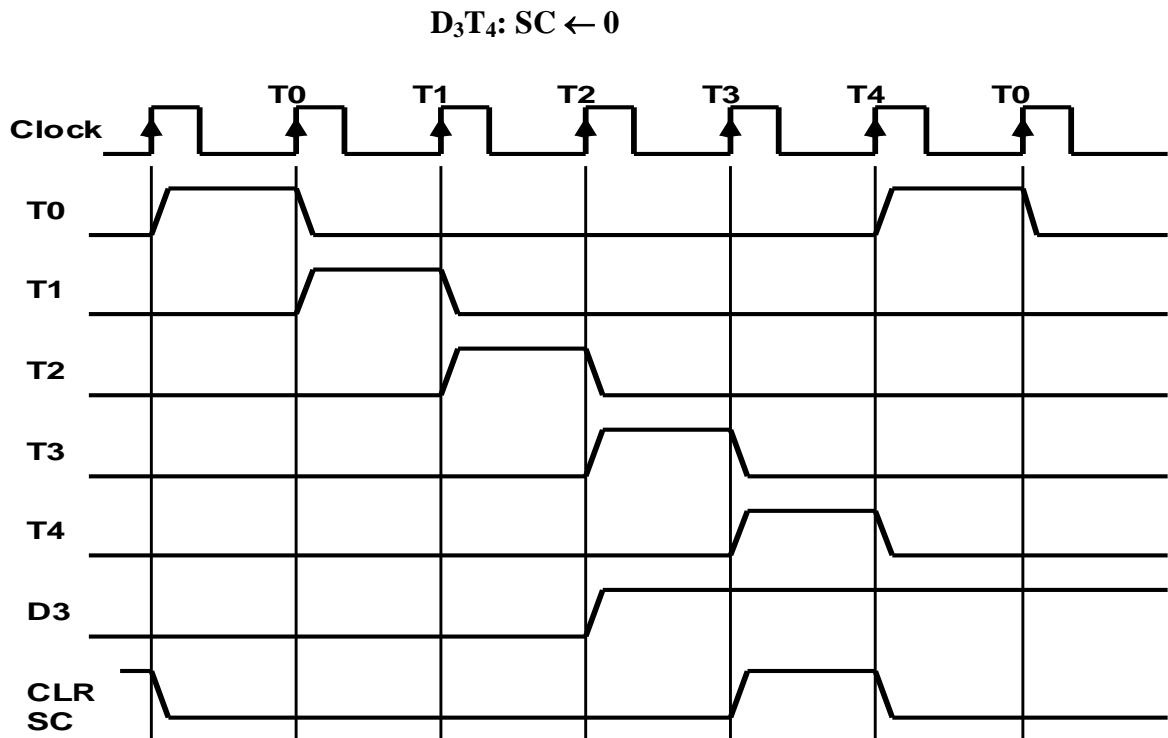 D₃T₄: SC ← 0
T0 T1 T2 T3 T4 T0
Clock
T0
T1
T2
T3
T4
D3
CLR
SC